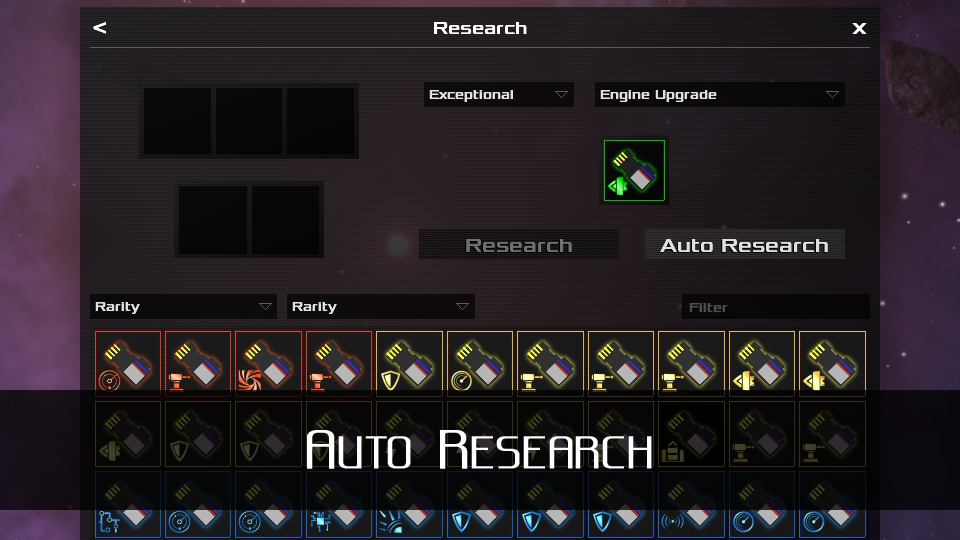 <
Research
X
Exceptional
Engine Upgrade
Research
Auto Research
Rarity
Rarity
Filter
Auto Research